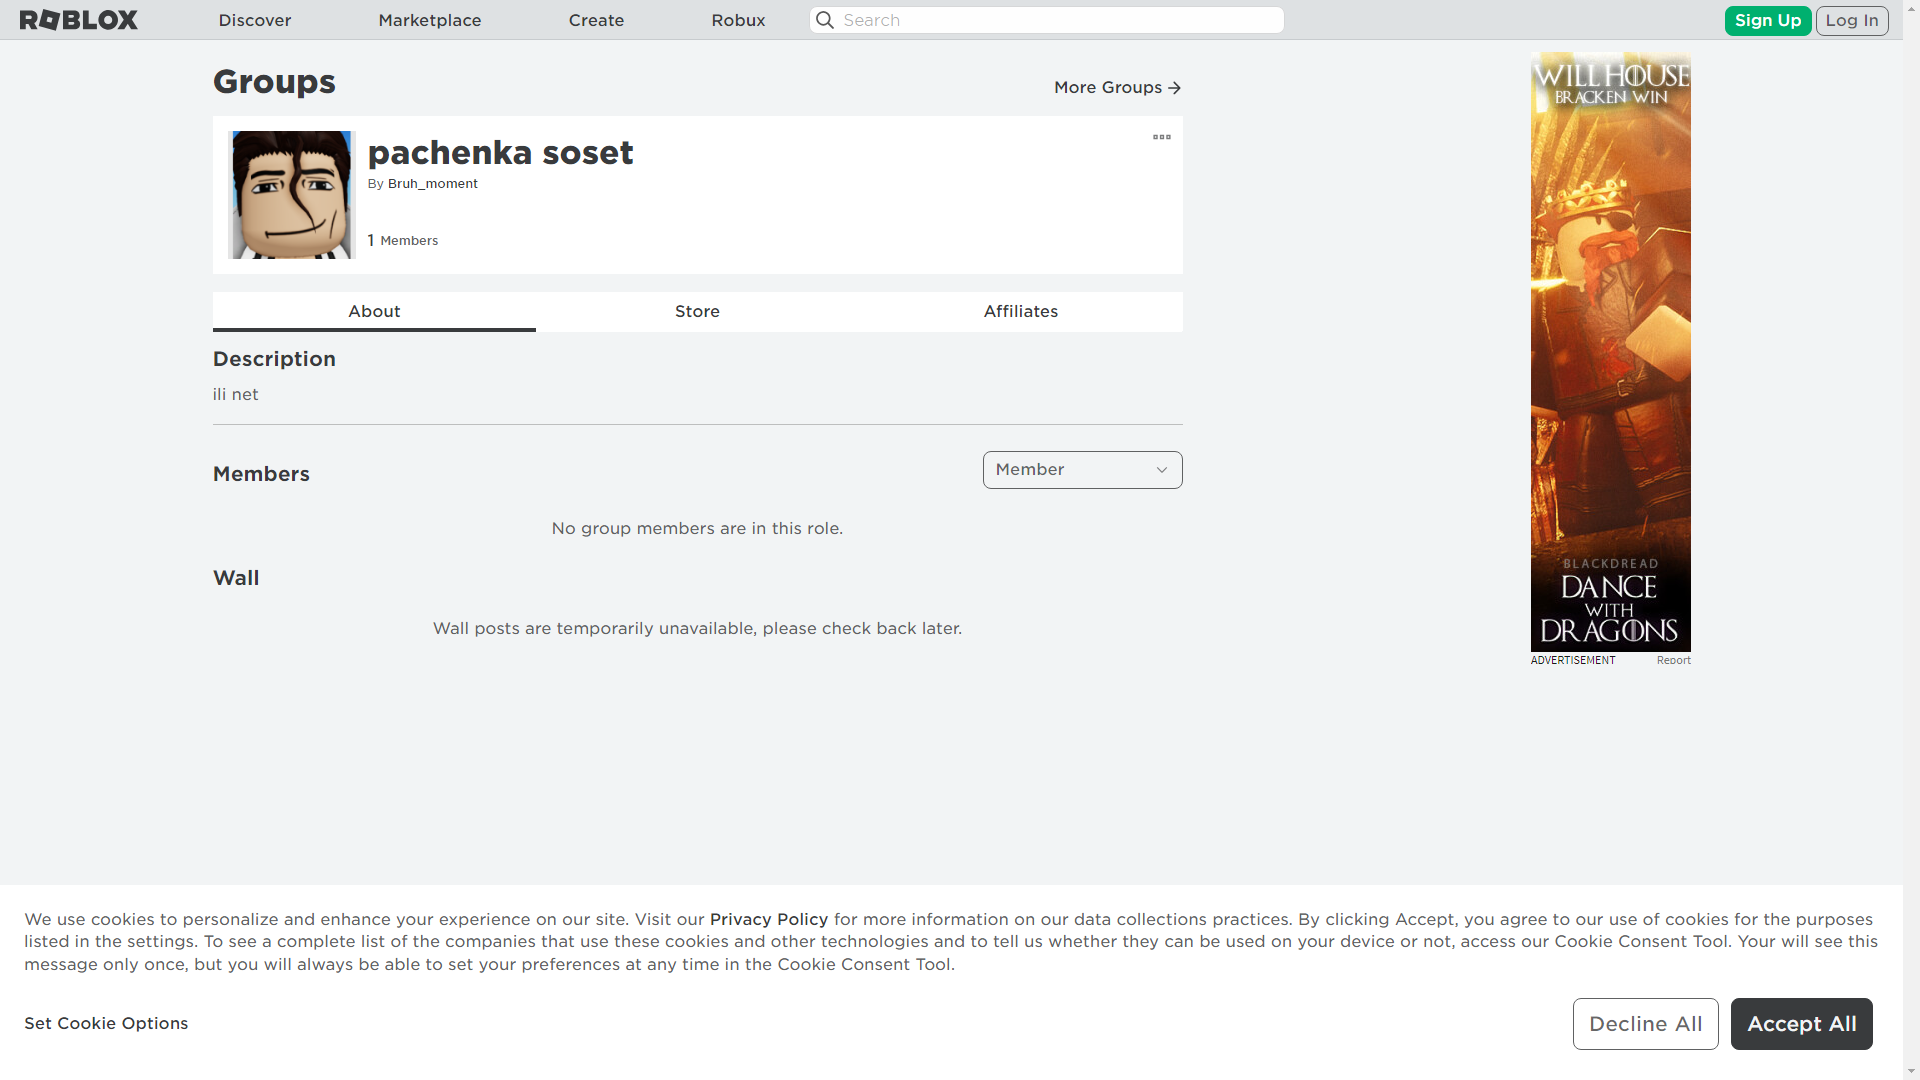 ROBLOX
Discover
Marketplace
Create
Robux
Search
Sign Up
Log In
Groups
More Groups
pachenka soset
By Bruh_moment
1 Members
About
Store
Affiliates
Description
ili net
Members
Member
No group members are in this role.
Wall
Wall posts are temporarily unavailable, please check back later.
WILL HOUSE
BRACKEN WIN
BLACKDREAD
DANCE
WITH
DRAGONS
ADVERTISEMENT
Report
We use cookies to personalize and enhance your experience on our site. Visit our Privacy Policy for more information on our data collections practices. By clicking Accept, you agree to our use of cookies for the purposes
listed in the settings. To see a complete list of the companies that use these cookies and other technologies and to tell us whether they can be used on your device or not, access our Cookie Consent Tool. Your will see this
message only once, but you will always be able to set your preferences at any time in the Cookie Consent Tool.
Set Cookie Options
Decline All
Accept All